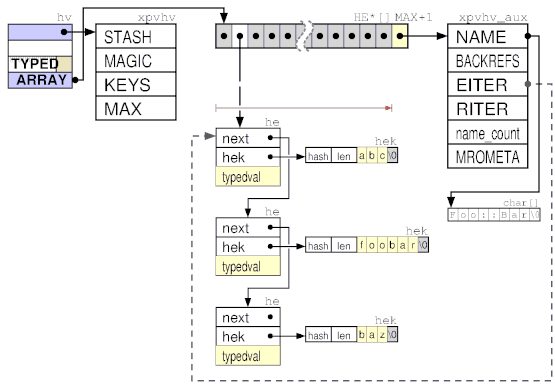 hv
xpvhv
HE*[] MAX+1
xpvhv_aux
TYPED
ARRAY
STASH
MAGIC
KEYS
MAX
NAME
BACKREFS
EITER
RITER
name_count
MROMETA
he
next
hek
typedval
hek
hash len a b c \0
char[]
F o o : : B a r \0
he
next
hek
typedval
hek
hash len f o o b a r \0
he
next
hek
typedval
hek
hash len b a z \0